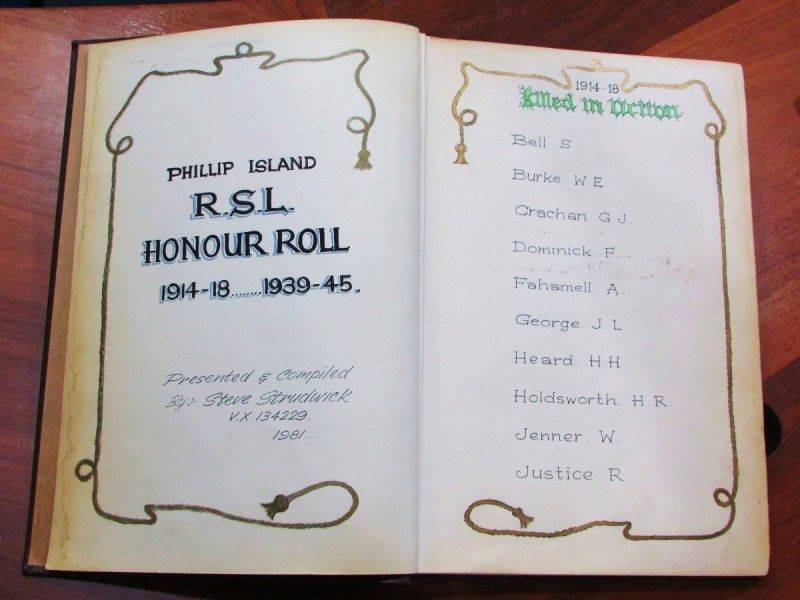 PHILLIP ISLAND
R.S.L.
HONOUR ROLL
1914-18........1939-45.
Presented & Compiled
By:- Steve Strudwick
V.X. 134229.
1981....
1914-18
Killed in Action
Bell S.
Burke W E
Crachan G J.
Dominick F..
Fahamell A.
George J. L.
Heard H.H.
Holdsworth H R.
Jenner W.
Justice R.